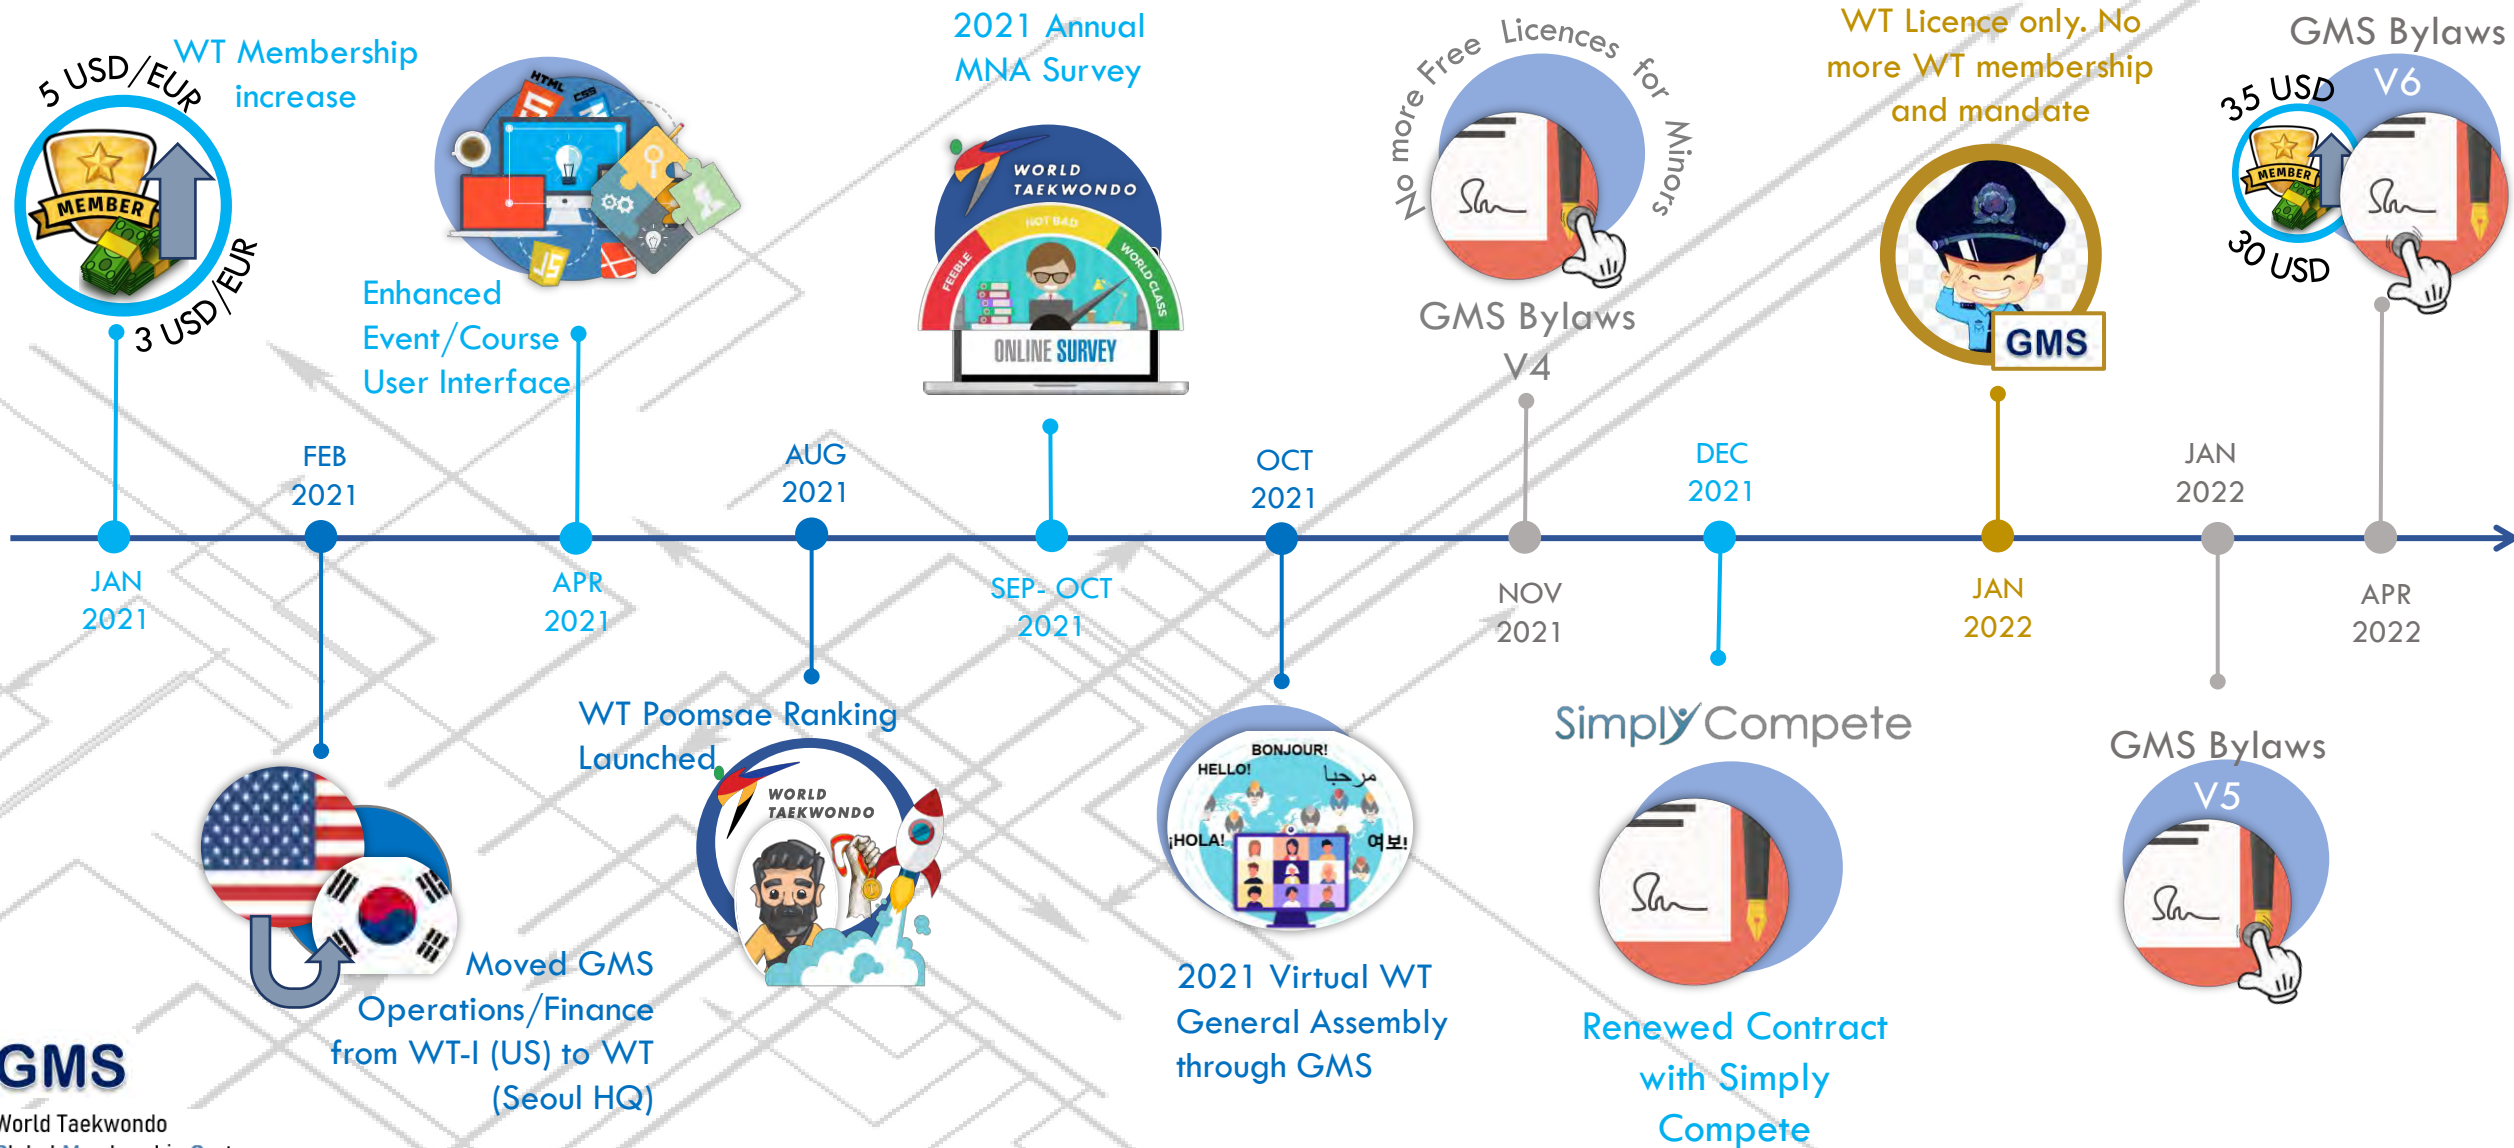 WT Membership
increase
5 USD/EUR
MEMBER
3 USD/EUR
JAN
2021
FEB
2021
Moved GMS
Operations/Finance
from WT-I (US) to WT
(Seoul HQ)
HTML
CSS
JS
Enhanced
Event/Course
User Interface
APR
2021
AUG
2021
WT Poomsae Ranking
Launched
WORLD
TAEKWONDO
2021 Annual
MNA Survey
WORLD
TAEKWONDO
FEEBLE
NOT BAD
WORLD CLASS
ONLINE SURVEY
SEP- OCT
2021
OCT
2021
BONJOUR!
HELLO!
مرحبا
¡HOLA!
여보!
2021 Virtual WT
General Assembly
through GMS
No more Free Licences for Minors
GMS Bylaws
V4
NOV
2021
DEC
2021
Simply Compete
Renewed Contract
with Simply
Compete
WT Licence only. No
more WT membership
and mandate
GMS
JAN
2022
JAN
2022
GMS Bylaws
V5
GMS Bylaws
V6
35 USD
MEMBER
30 USD
APR
2022
GMS
World Taekwondo